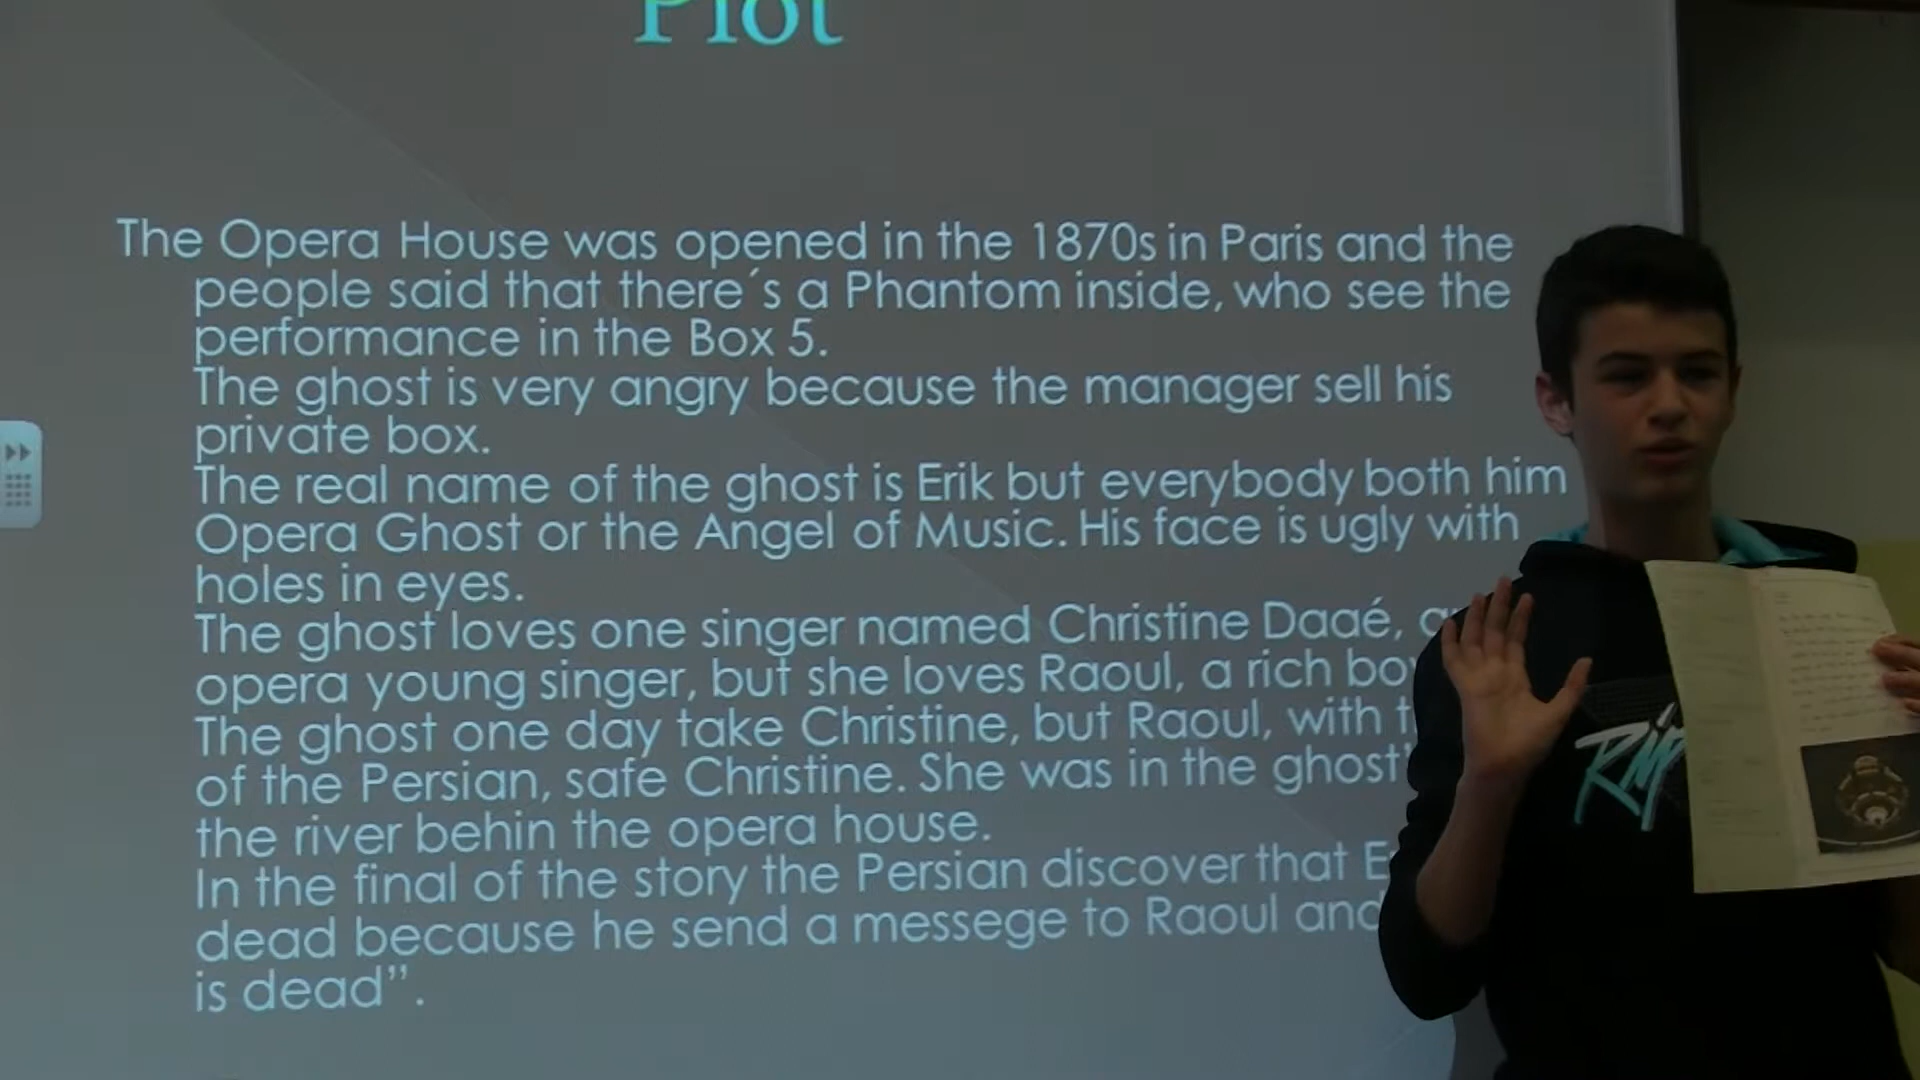 Plot
The Opera House was opened in the 1870s in Paris and the
people said that there´s a Phantom inside, who see the
performance in the Box 5.
The ghost is very angry because the manager sell his
private box.
The real name of the ghost is Erik but everybody both him
Opera Ghost or the Angel of Music. His face is ugly with
holes in eyes.
The ghost loves one singer named Christine Daaé,
opera young singer, but she loves Raoul, a rich
The ghost one day take Christine, but Raoul, with
of the Persian, safe Christine. She was in the ghost'
the river behin the opera house.
In the final of the story the Persian discover that
dead because he send a messege to Raoul and
is dead”.
Rip